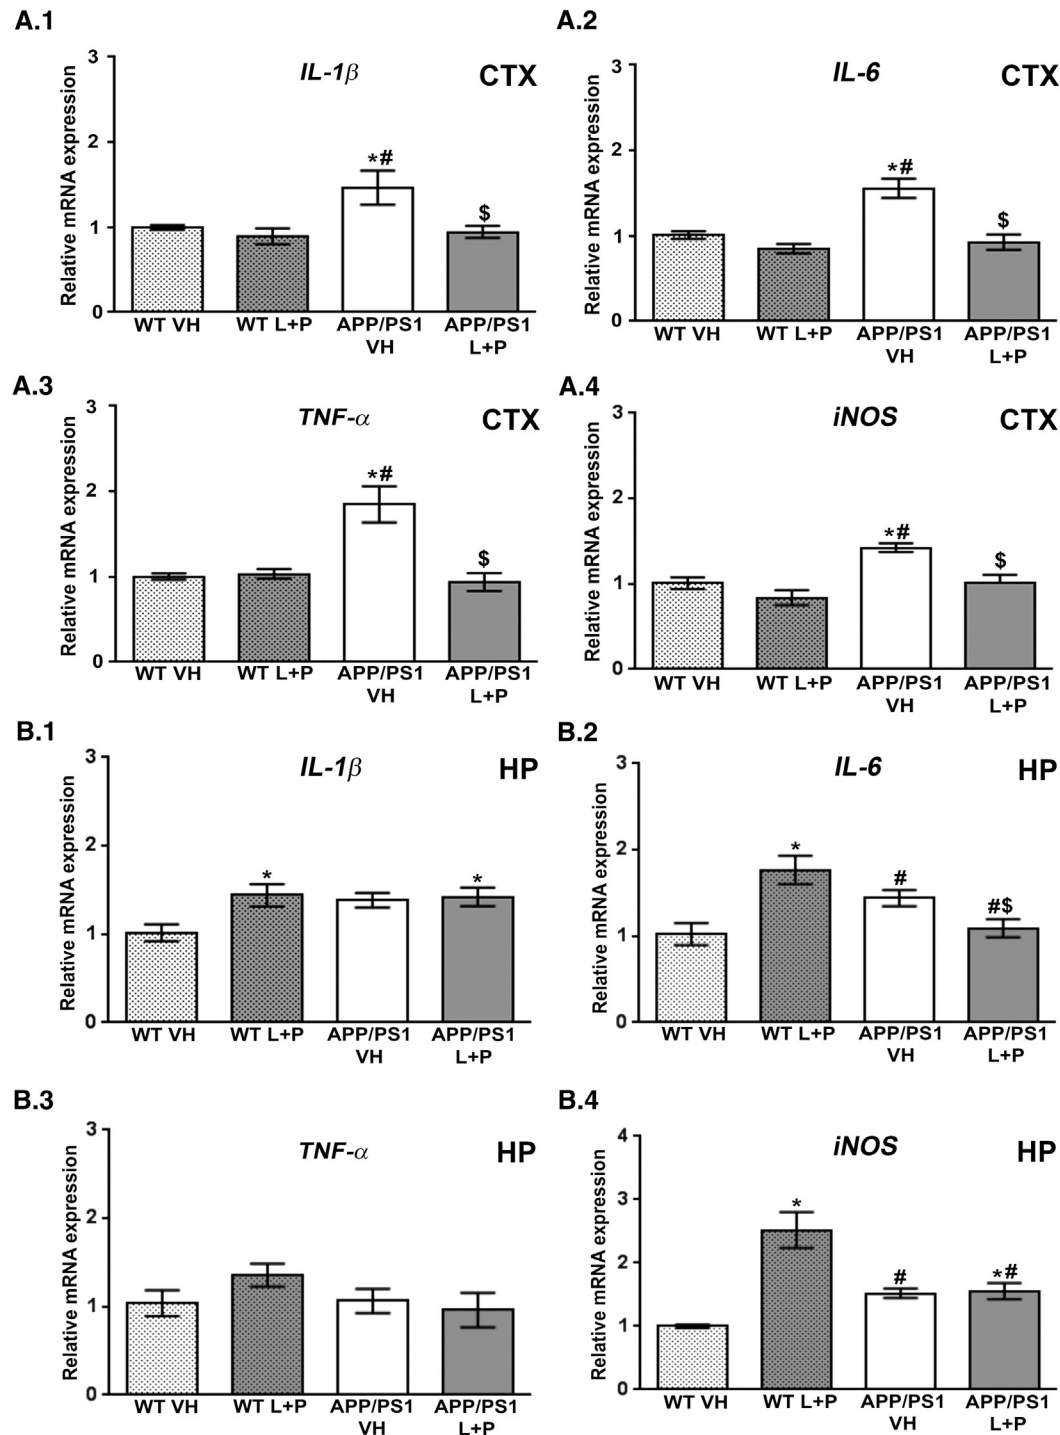 A.1
IL-1β
CTX
Relative mRNA expression
3
2
1
0
*#
$
WT VH
WT L+P
APP/PS1 VH
APP/PS1 L+P
A.2
IL-6
CTX
Relative mRNA expression
3
2
1
0
*#
$
WT VH
WT L+P
APP/PS1 VH
APP/PS1 L+P
A.3
TNF-α
CTX
Relative mRNA expression
3
2
1
0
*#
$
WT VH
WT L+P
APP/PS1 VH
APP/PS1 L+P
A.4
iNOS
CTX
Relative mRNA expression
3
2
1
0
*#
$
WT VH
WT L+P
APP/PS1 VH
APP/PS1 L+P
B.1
IL-1β
HP
Relative mRNA expression
3
2
1
0
*
*
WT VH
WT L+P
APP/PS1 VH
APP/PS1 L+P
B.2
IL-6
HP
Relative mRNA expression
3
2
1
0
*
#
#$
WT VH
WT L+P
APP/PS1 VH
APP/PS1 L+P
B.3
TNF-α
HP
Relative mRNA expression
3
2
1
0
WT VH
WT L+P
APP/PS1 VH
APP/PS1 L+P
B.4
iNOS
HP
Relative mRNA expression
4
3
2
1
0
*
#
*#
WT VH
WT L+P
APP/PS1 VH
APP/PS1 L+P